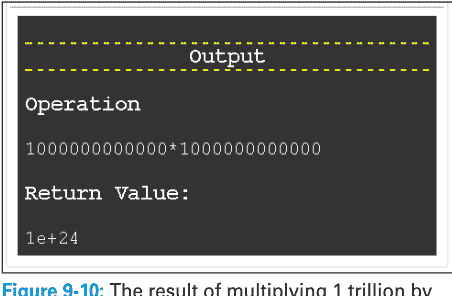 Output
Operation
1000000000000*1000000000000
Return Value:
1e+24
Figure 9-10: The result of multiplying 1 trillion by